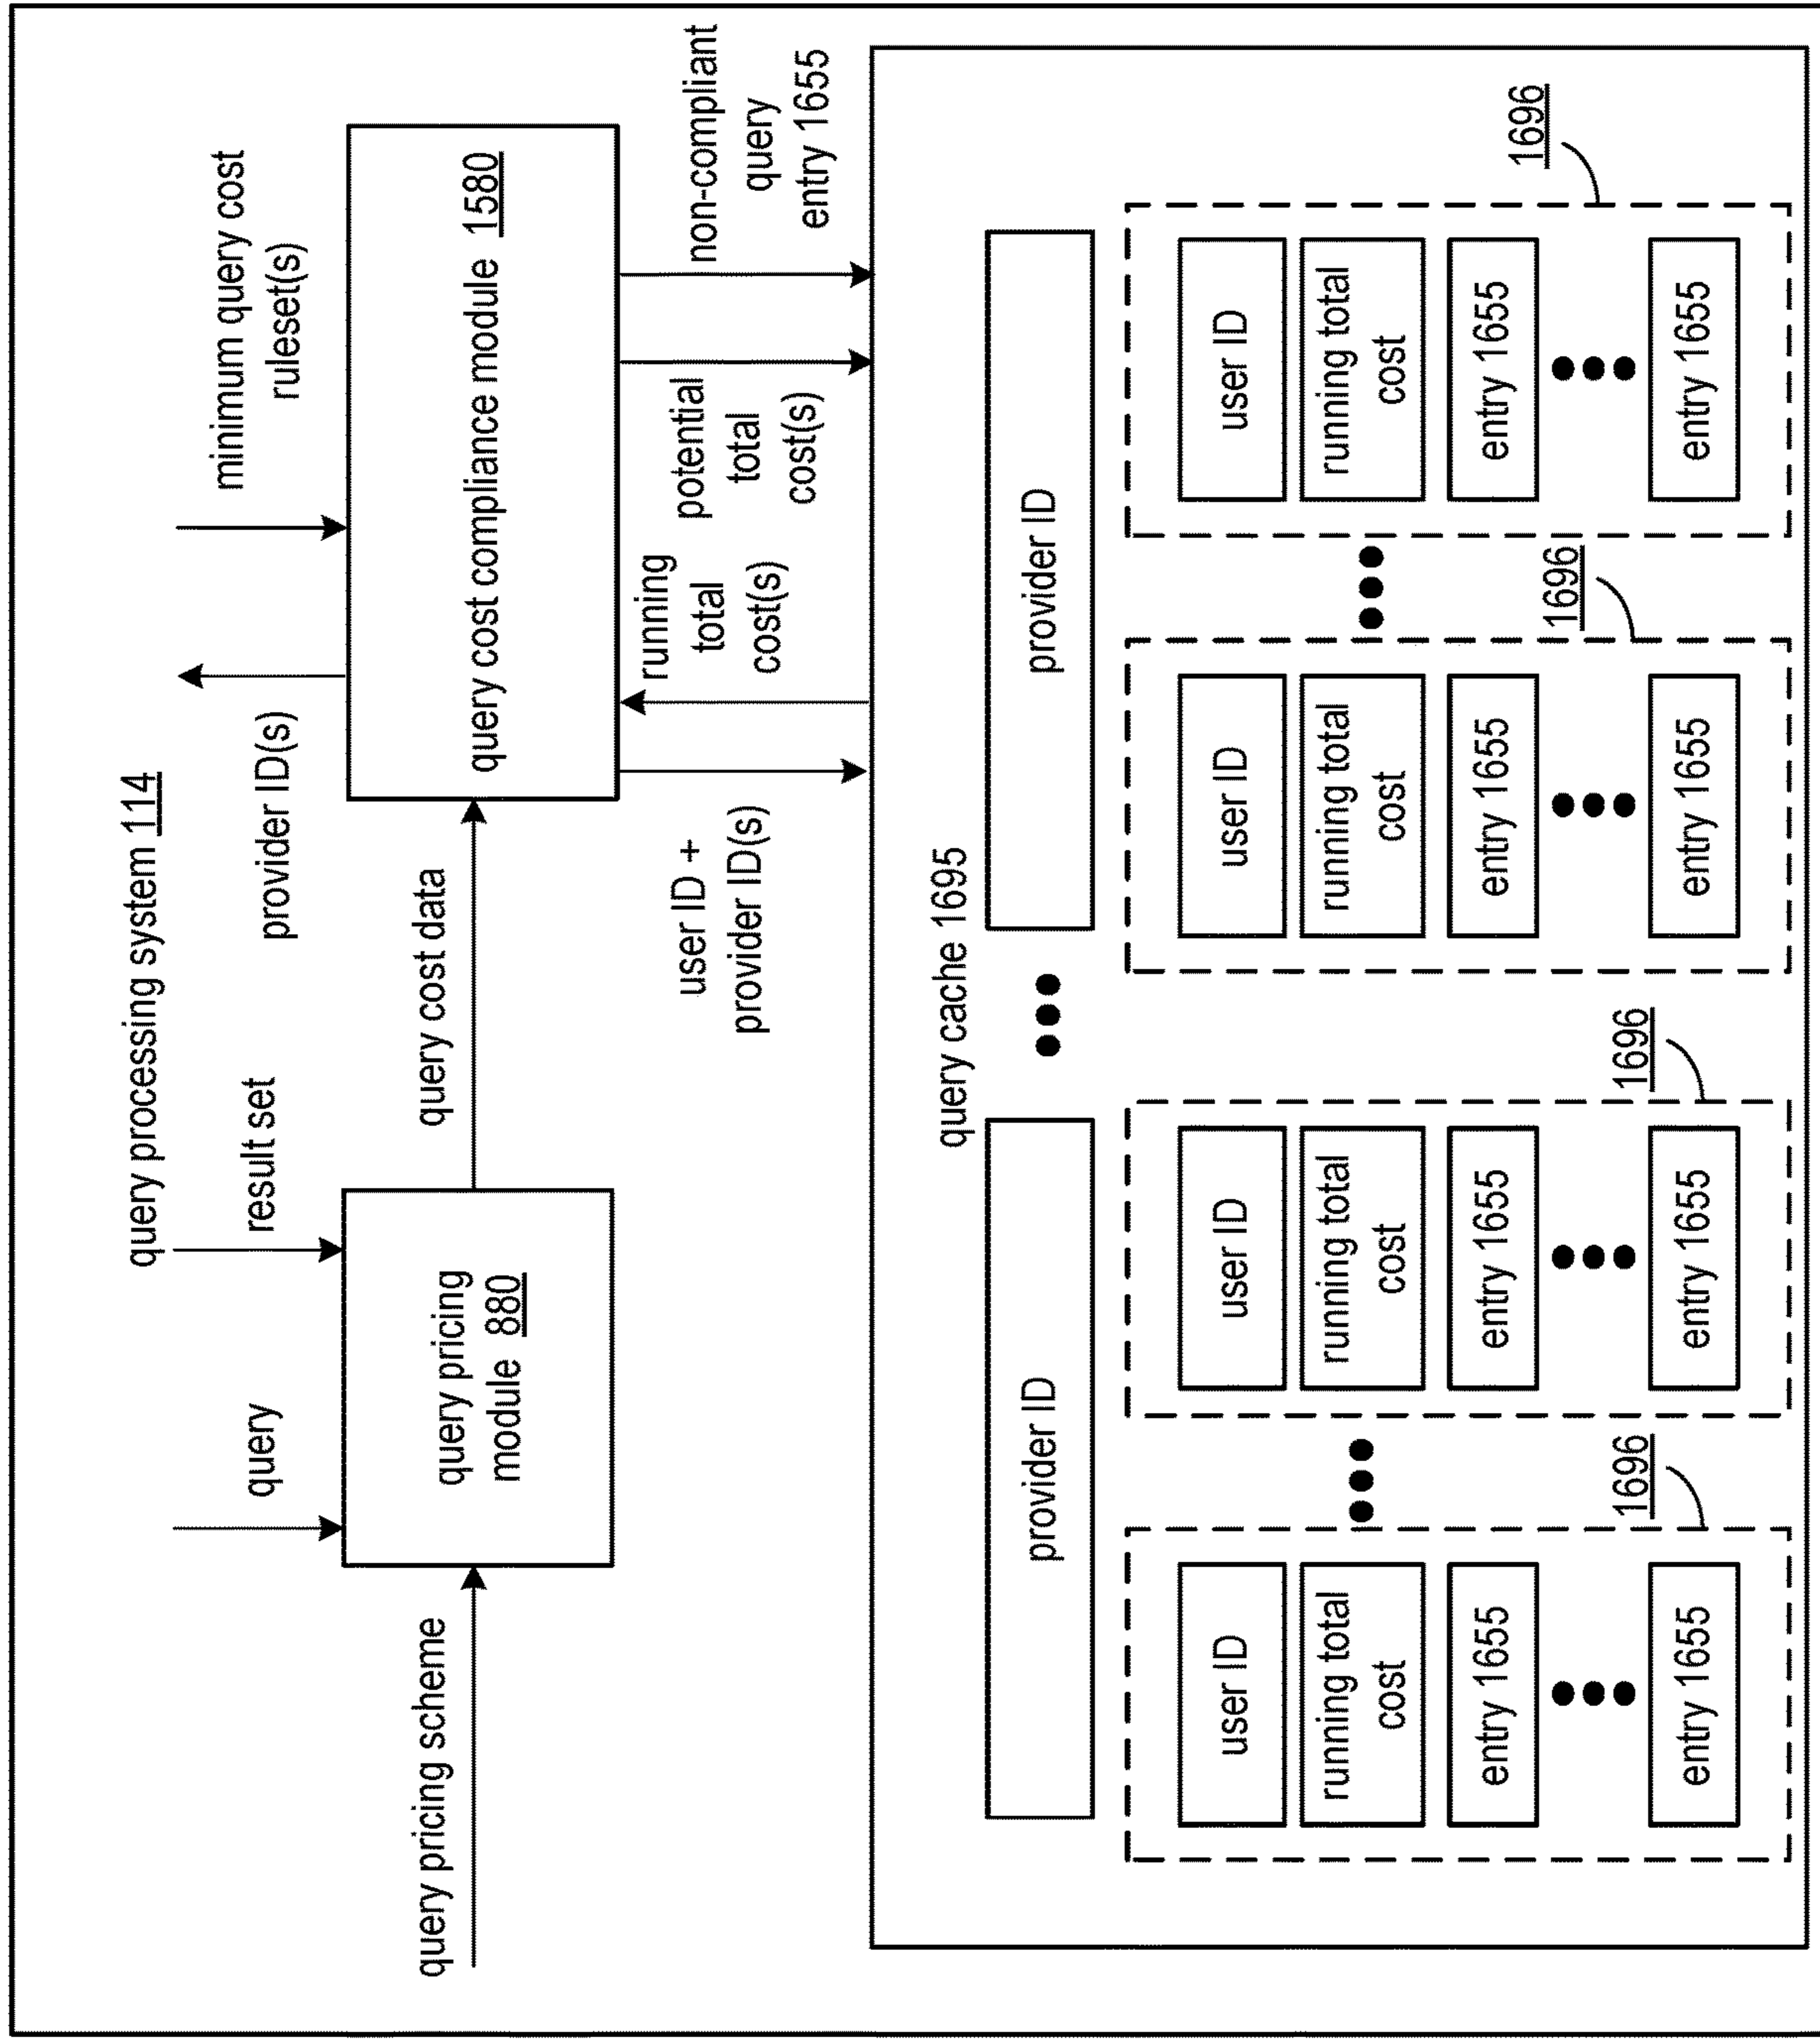 query processing system 114
query
result set
provider ID(s)
minimum query cost
ruleset(s)
query pricing scheme
query pricing
module 880
query cost data
query cost compliance module 1580
user ID +
provider ID(s)
running
total
cost(s)
potential
total
cost(s)
non-compliant
query
entry 1655
query cache 1695
provider ID
provider ID
user ID
running total
cost
entry 1655
entry 1655
1696
user ID
running total
cost
entry 1655
entry 1655
1696
user ID
running total
cost
entry 1655
entry 1655
1696
user ID
running total
cost
entry 1655
entry 1655
1696